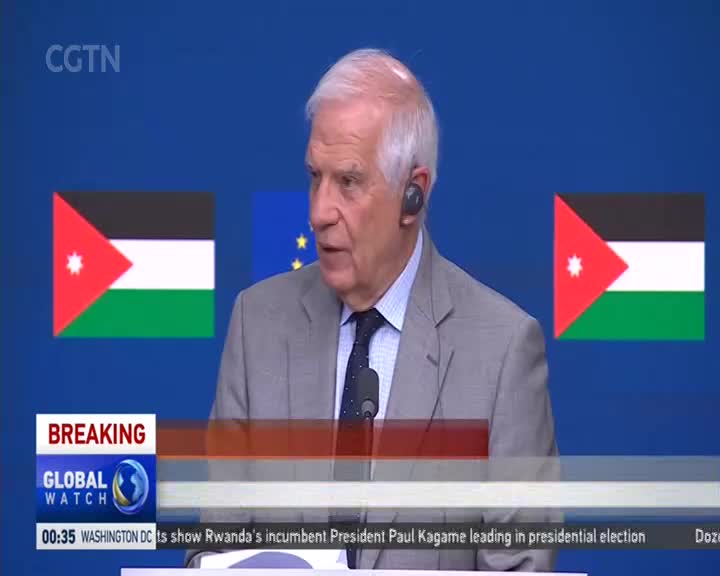 CGTN
BREAKING
GLOBAL
WATCH
00:35 WASHINGTON DC ts show Rwanda's incumbent President Paul Kagame leading in presidential election Doz